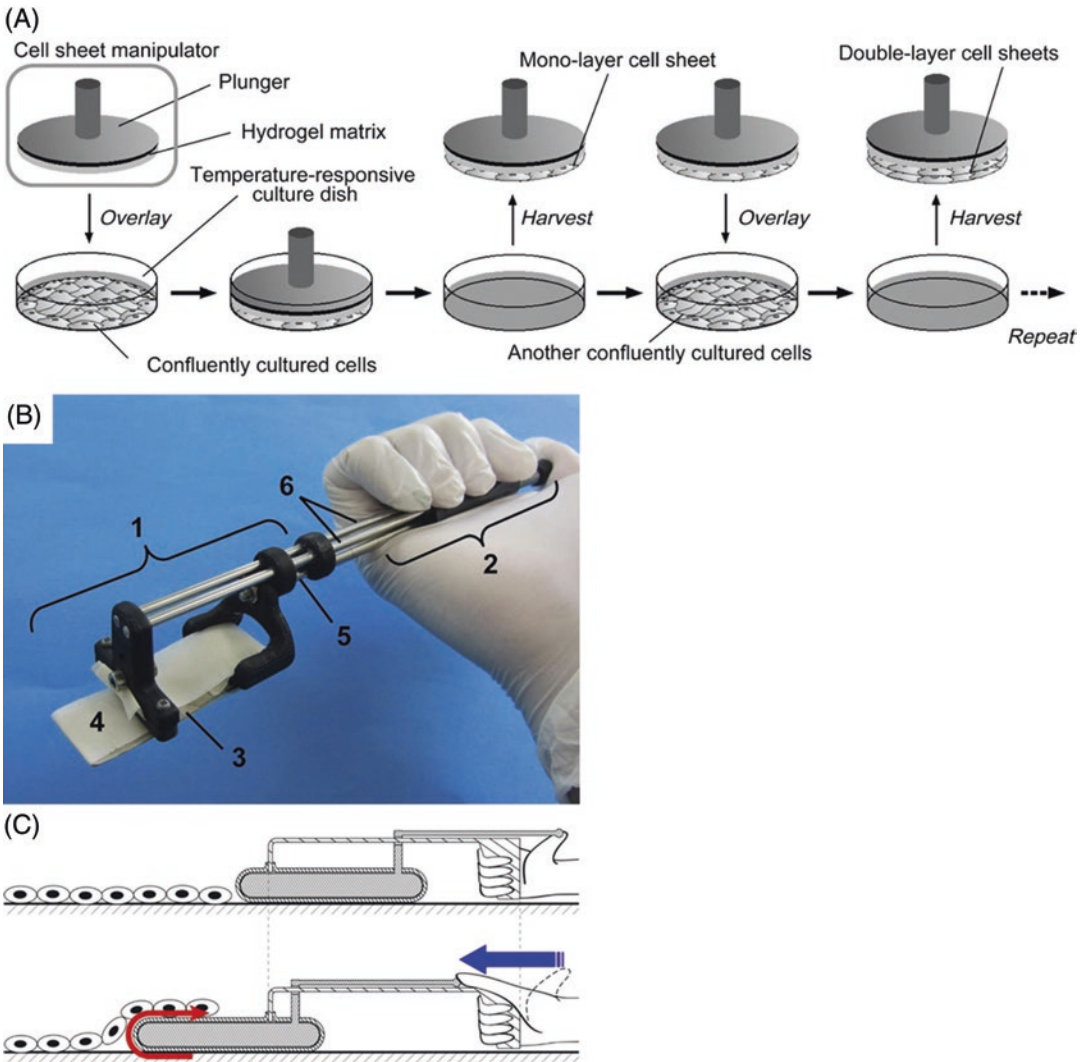 (A)
Cell sheet manipulator
Plunger
Hydrogel matrix
Temperature-responsive
culture dish
Overlay
Confluently cultured cells
Mono-layer cell sheet
Harvest
Overlay
Another confluently cultured cells
Double-layer cell sheets
Harvest
Repeat
(B)
1
6
2
5
4
3
(C)